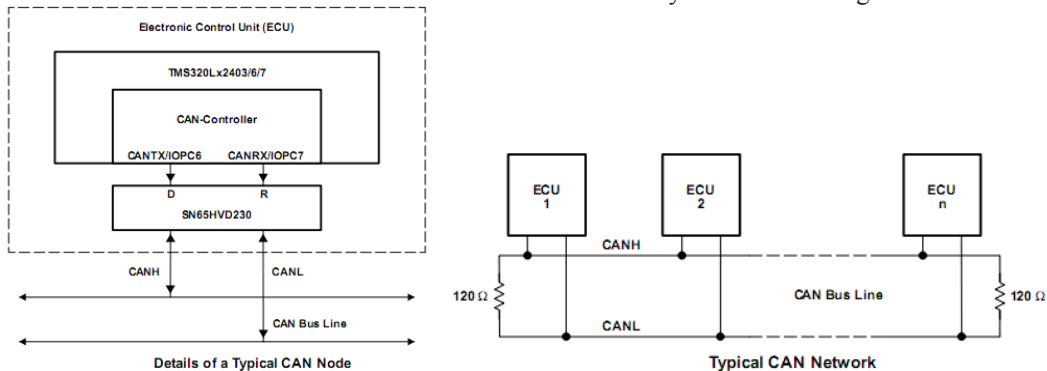 Electronic Control Unit (ECU)
TMS320Lx2403/6/7
CAN-Controller
CANTX/IOPC6 CANRX/IOPC7
D R
SN65HVD230
CANH CANL
CAN Bus Line
Details of a Typical CAN Node
ECU
1
ECU
2
ECU
n
CANH
120 Ω CAN Bus Line 120 Ω
CANL
Typical CAN Network